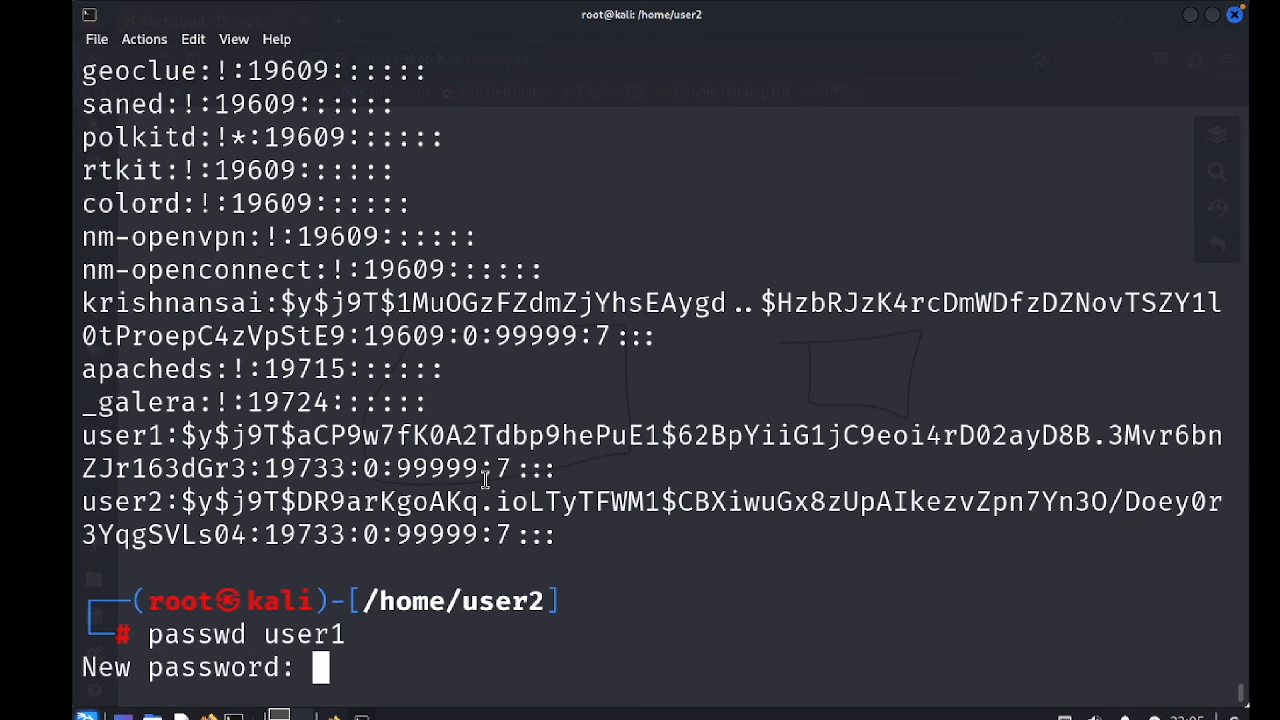 root@kali: /home/user2
File Actions Edit View Help
geoclue:!:19609::::::
saned:!:19609::::::
polkitd:!*:19609::::::
rtkit:!:19609::::::
colord:!:19609::::::
nm-openvpn:!:19609::::::
nm-openconnect:!:19609::::::
krishnansai:$y$j9T$1MuOGzFZdmZjYhsEAygd..$HzbRJzK4rcDmWDfzDZNovTSZY1l
0tProepC4zVpStE9:19609:0:99999:7:::
apacheds:!:19715::::::
_galera:!:19724::::::
user1:$y$j9T$aCP9w7fK0A2Tdbp9hePuE1$62BpYiiG1jC9eoi4rD02ayD8B.3Mvr6bn
ZJr163dGr3:19733:0:99999:7:::
user2:$y$j9T$DR9arKgoAKq.ioLTyTFWM1$CBXiwuGx8zUpAIkezvZpn7Yn3O/Doey0r
3YqgSVLs04:19733:0:99999:7:::
┌──(root㉿kali)-[/home/user2]
└─# passwd user1
New password: